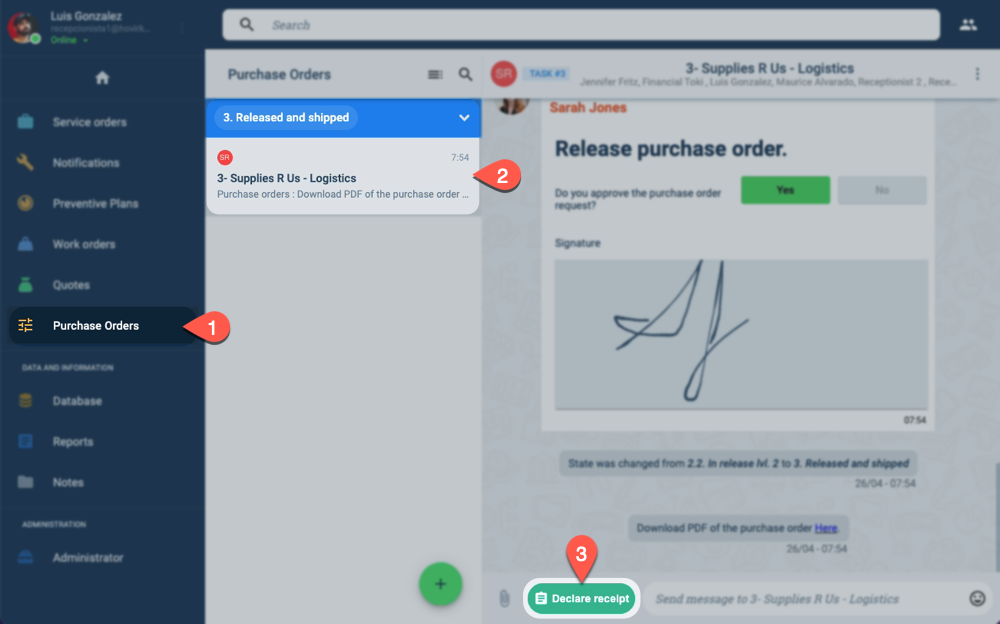 Luis Gonzalez
Online
Search
Service orders
Notifications
Preventive Plans
Work orders
Quotes
Purchase Orders
1
DATA AND INFORMATION
Database
Reports
Notes
ADMINISTRATION
Administrator
Purchase Orders
3. Released and shipped
SR
7:54
3- Supplies R Us - Logistics
Purchase orders : Download PDF of the purchase order ...
2
+
SR
TASK #3
3- Supplies R Us - Logistics
Jennifer Fritz, Financial Toki , Luis Gonzalez, Maurice Alvarado, Receptionist 2 , Rece...
Sarah Jones
Release purchase order.
Do you approve the purchase order
request?
Yes
No
Signature
07:54
State was changed from 2.2. In release lvl. 2 to 3. Released and shipped
26/04 - 07:54
Download PDF of the purchase order Here.
26/04 - 07:54
3
Declare receipt
Send message to 3- Supplies R Us - Logistics